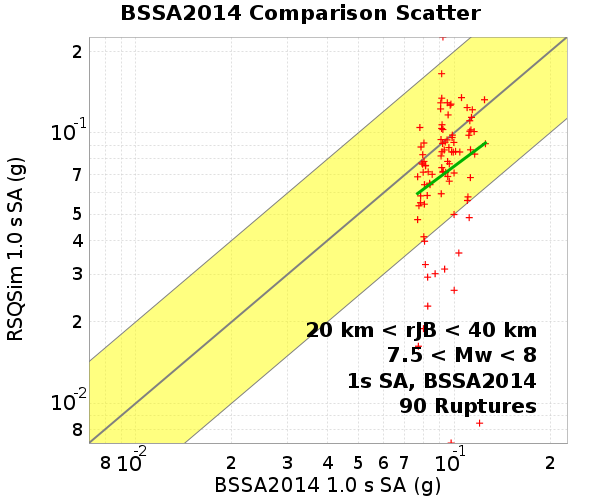 BSSA2014 Comparison Scatter
RSQSim 1.0 s SA (g)
2
10-1
7
5
4
3
2
10-2
8
20 km < rJB < 40 km
7.5 < Mw < 8
1s SA, BSSA2014
90 Ruptures
8 10-2 2 3 4 5 6 7 10-1 2
BSSA2014 1.0 s SA (g)